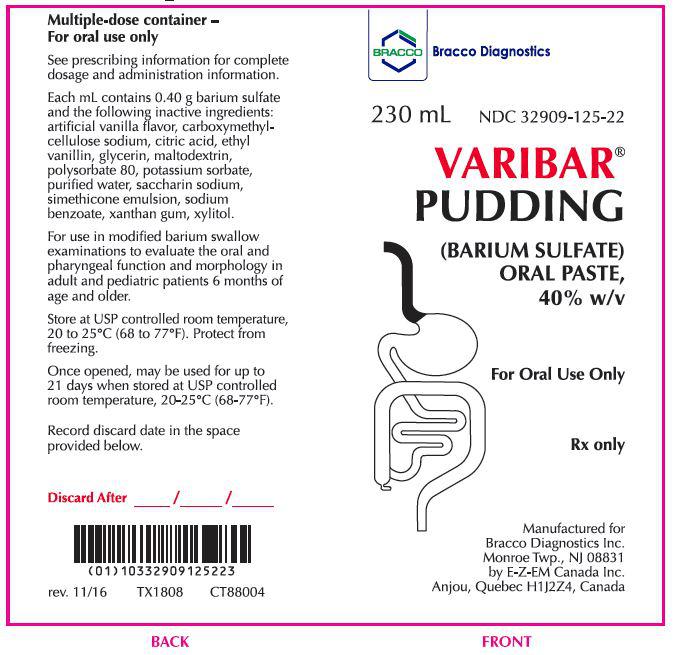 Multiple-dose container –
For oral use only
See prescribing information for complete
dosage and administration information.
Each mL contains 0.40 g barium sulfate
and the following inactive ingredients:
artificial vanilla flavor, carboxymethyl-
cellulose sodium, citric acid, ethyl
vanillin, glycerin, maltodextrin,
polysorbate 80, potassium sorbate,
purified water, saccharin sodium,
simethicone emulsion, sodium
benzoate, xanthan gum, xylitol.
For use in modified barium swallow
examinations to evaluate the oral and
pharyngeal function and morphology in
adult and pediatric patients 6 months of
age and older.
Store at USP controlled room temperature,
20 to 25°C (68 to 77°F). Protect from
freezing.
Once opened, may be used for up to
21 days when stored at USP controlled
room temperature, 20-25°C (68-77°F).
Record discard date in the space
provided below.
Discard After _____ /______ /_____
(01)10332909125223
rev. 11/16 TX1808 CT88004
BACK
BRACCO
Bracco Diagnostics
230 mL NDC 32909-125-22
VARIBAR®
PUDDING
(BARIUM SULFATE)
ORAL PASTE,
40% w/v
For Oral Use Only
Rx only
Manufactured for
Bracco Diagnostics Inc.
Monroe Twp., NJ 08831
by E-Z-EM Canada Inc.
Anjou, Quebec H1J2Z4, Canada
FRONT